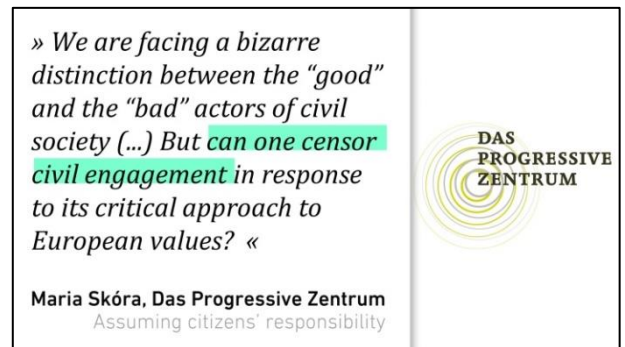 » We are facing a bizarre
distinction between the “good”
and the “bad” actors of civil
society (...) But can one censor
civil engagement in response
to its critical approach to
European values? «
Maria Skóra, Das Progressive Zentrum
Assuming citizens' responsibility
DAS
PROGRESSIVE
ZENTRUM